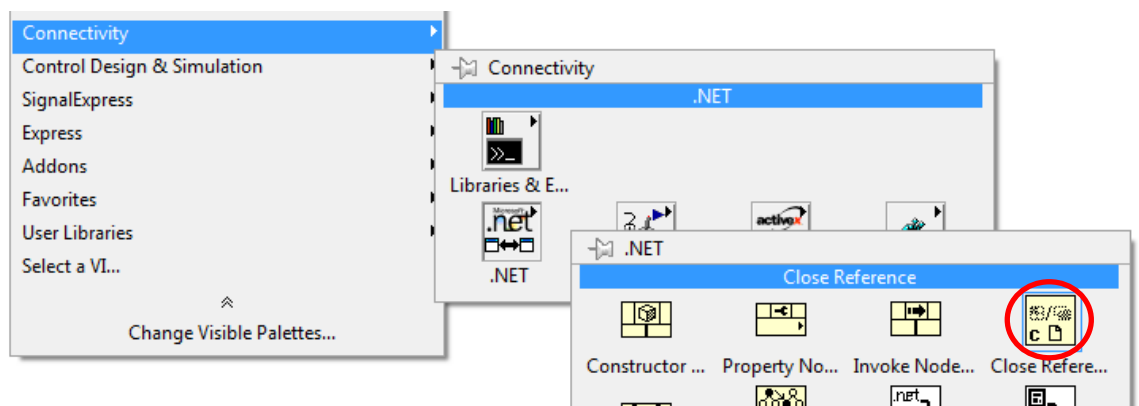 Connectivity
Control Design & Simulation
SignalExpress
Express
Addons
Favorites
User Libraries
Select a VI...
Change Visible Palettes...
Connectivity
.NET
Libraries & E...
Microsoft
.net
activex
.NET
.NET
Close Reference
C
Constructor ...
Property No...
Invoke Node...
Close Refere...
.net